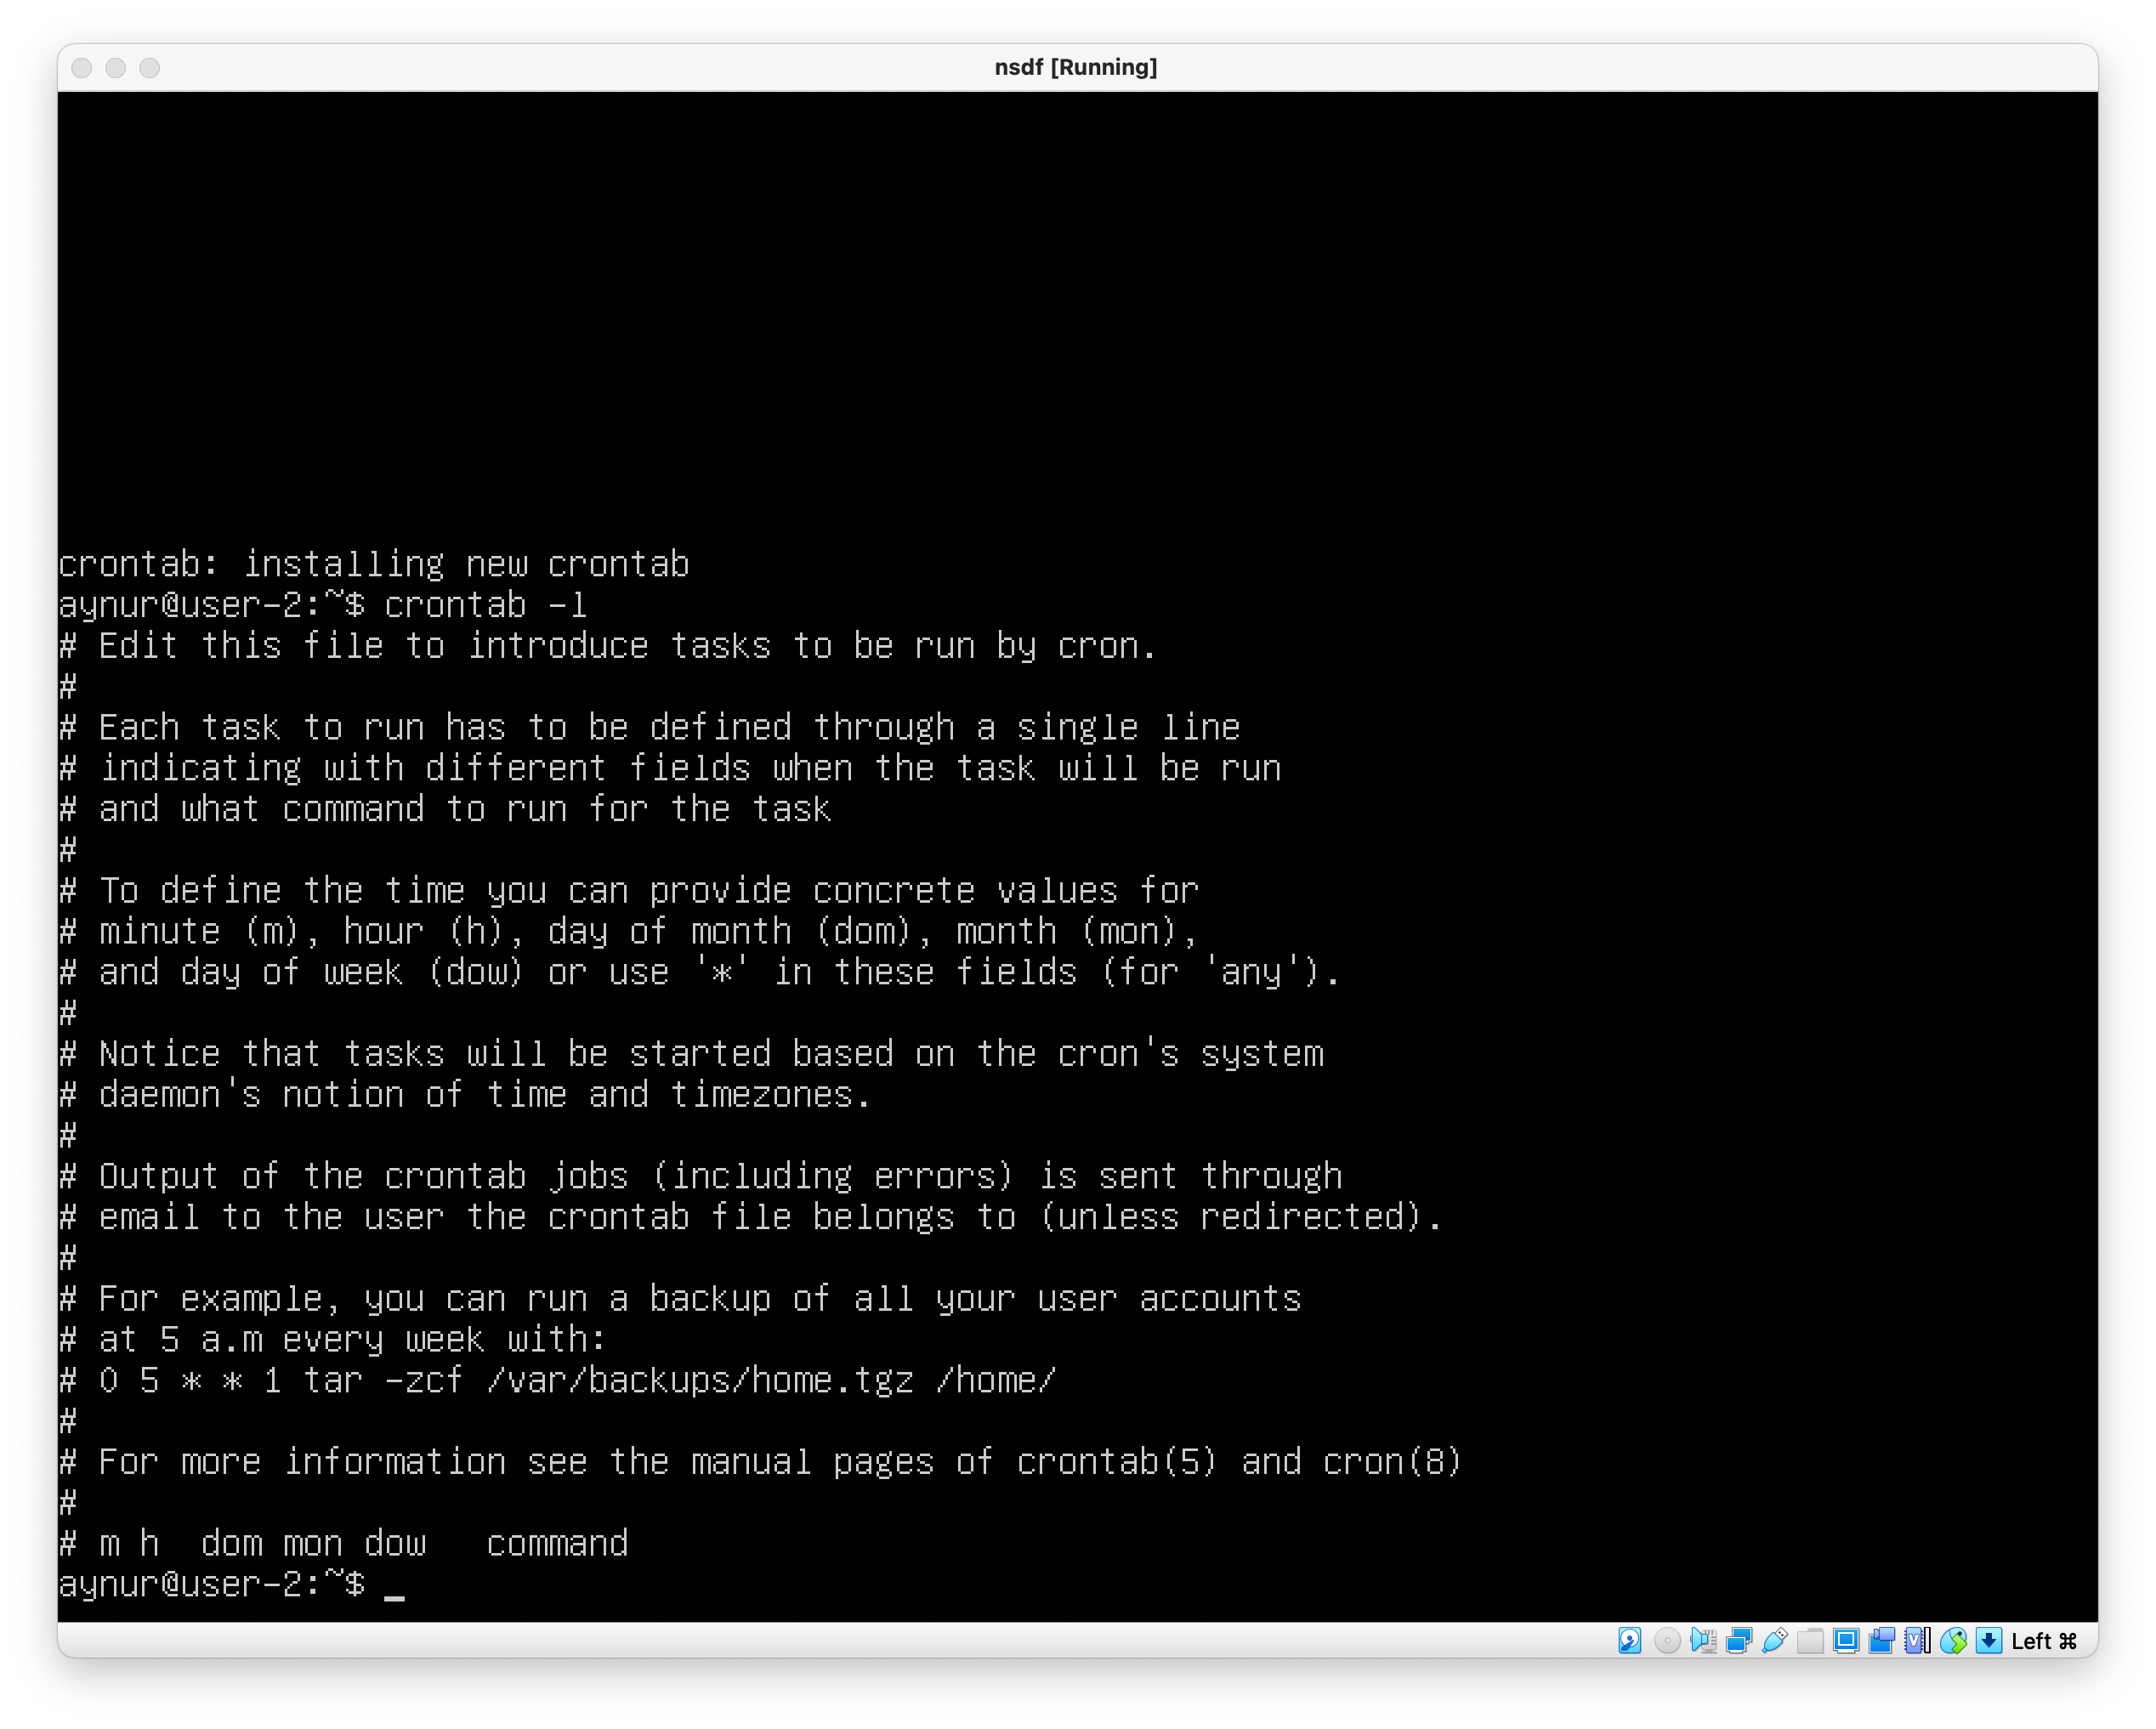 nsdf [Running]
crontab: installing new crontab
aynur@user-2:~$ crontab -l
# Edit this file to introduce tasks to be run by cron.
#
# Each task to run has to be defined through a single line
# indicating with different fields when the task will be run
# and what command to run for the task
#
# To define the time you can provide concrete values for
# minute (m), hour (h), day of month (dom), month (mon),
# and day of week (dow) or use '*' in these fields (for 'any').
#
# Notice that tasks will be started based on the cron's system
# daemon's notion of time and timezones.
#
# Output of the crontab jobs (including errors) is sent through
# email to the user the crontab file belongs to (unless redirected).
#
# For example, you can run a backup of all your user accounts
# at 5 a.m every week with:
# 0 5 * * 1 tar -zcf /var/backups/home.tgz /home/
#
# For more information see the manual pages of crontab(5) and cron(8)
#
# m h  dom mon dow   command
aynur@user-2:~$ _
Left ⌘